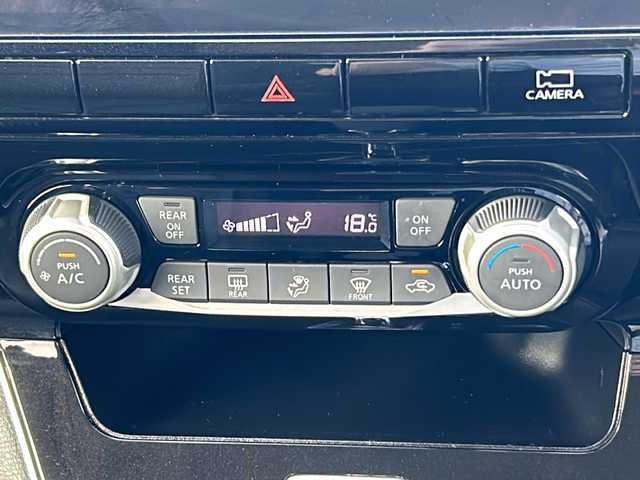 CAMERA
REAR
ON
OFF
18.0
°C
ON
OFF
PUSH
A/C
REAR
SET
REAR
FRONT
PUSH
AUTO